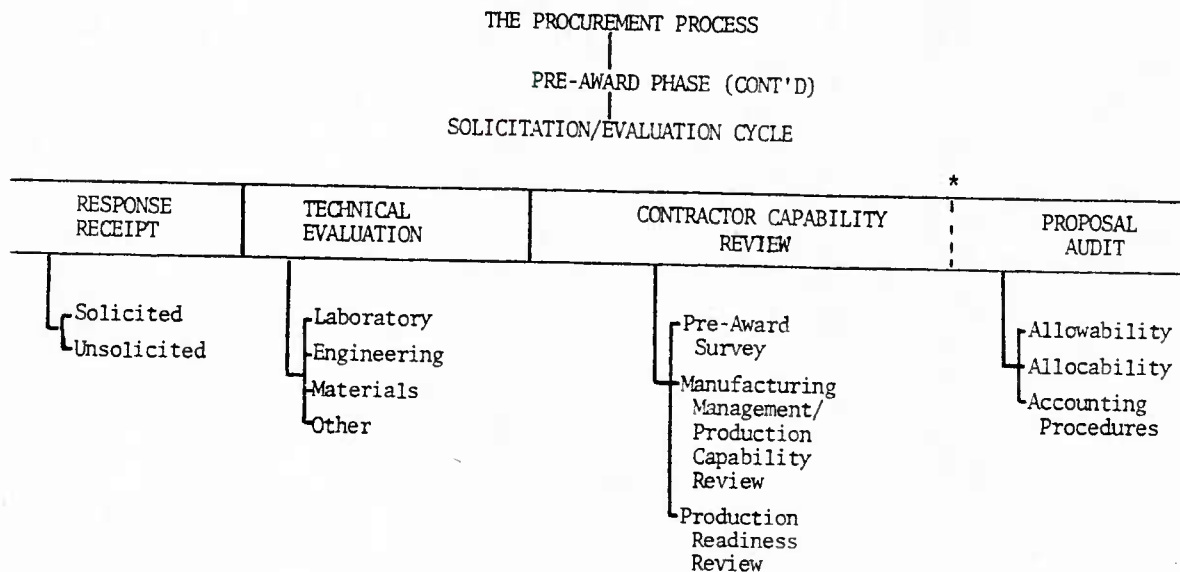 THE PROCUREMENT PROCESS
PRE-AWARD PHASE (CONT'D)
SOLICITATION/EVALUATION CYCLE
*
RESPONSE
RECEIPT
TECHNICAL
EVALUATION
CONTRACTOR CAPABILITY
REVIEW
PROPOSAL
AUDIT
Solicited
Unsolicited
Laboratory
Engineering
Materials
Other
Pre-Award
Survey
Manufacturing
Management/
Production
Capability
Review
Production
Readiness
Review
Allowability
Allocability
Accounting
Procedures